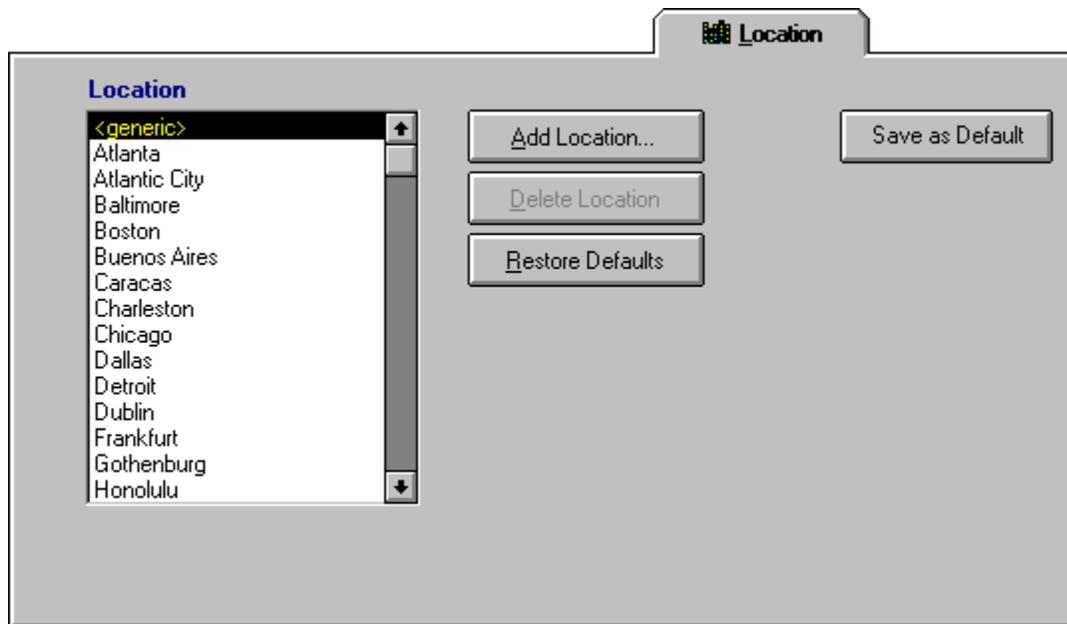 Location
Location
<generic>
Atlanta
Atlantic City
Baltimore
Boston
Buenos Aires
Caracas
Charleston
Chicago
Dallas
Detroit
Dublin
Frankfurt
Gothenburg
Honolulu
Add Location...
Delete Location
Restore Defaults
Save as Default